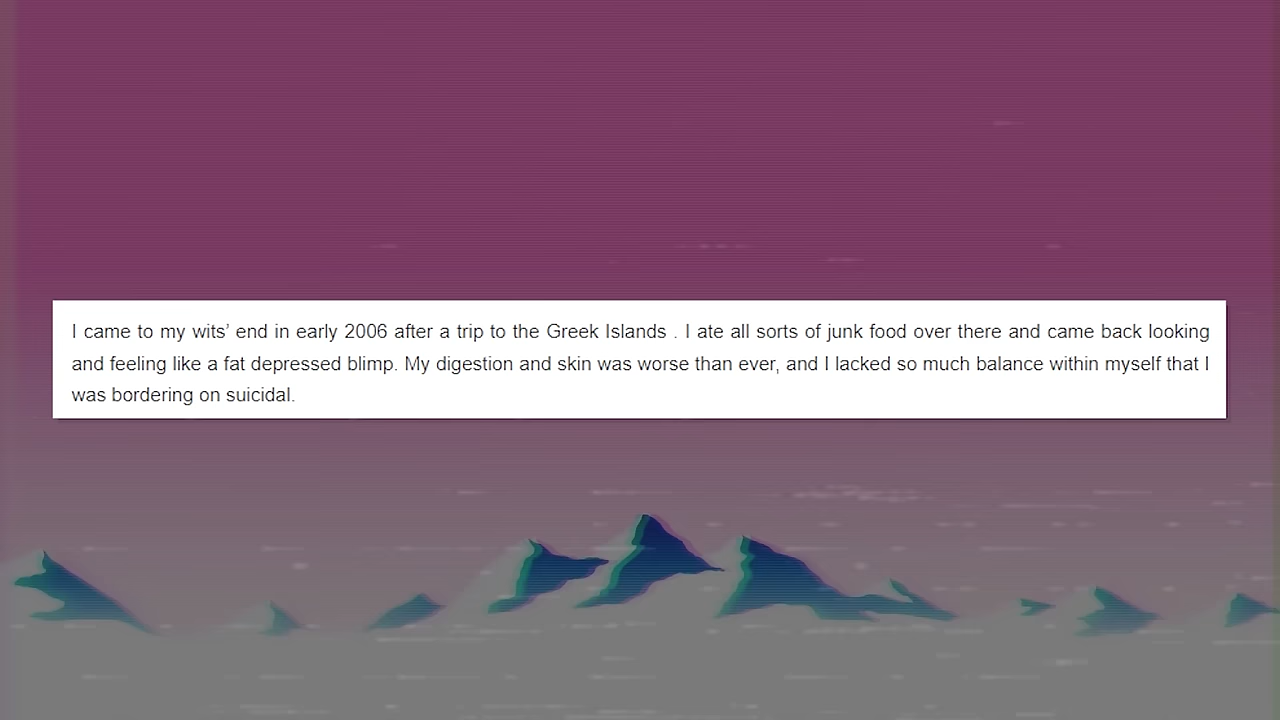 I came to my wits’ end in early 2006 after a trip to the Greek Islands . I ate all sorts of junk food over there and came back looking
and feeling like a fat depressed blimp. My digestion and skin was worse than ever, and I lacked so much balance within myself that I
was bordering on suicidal.